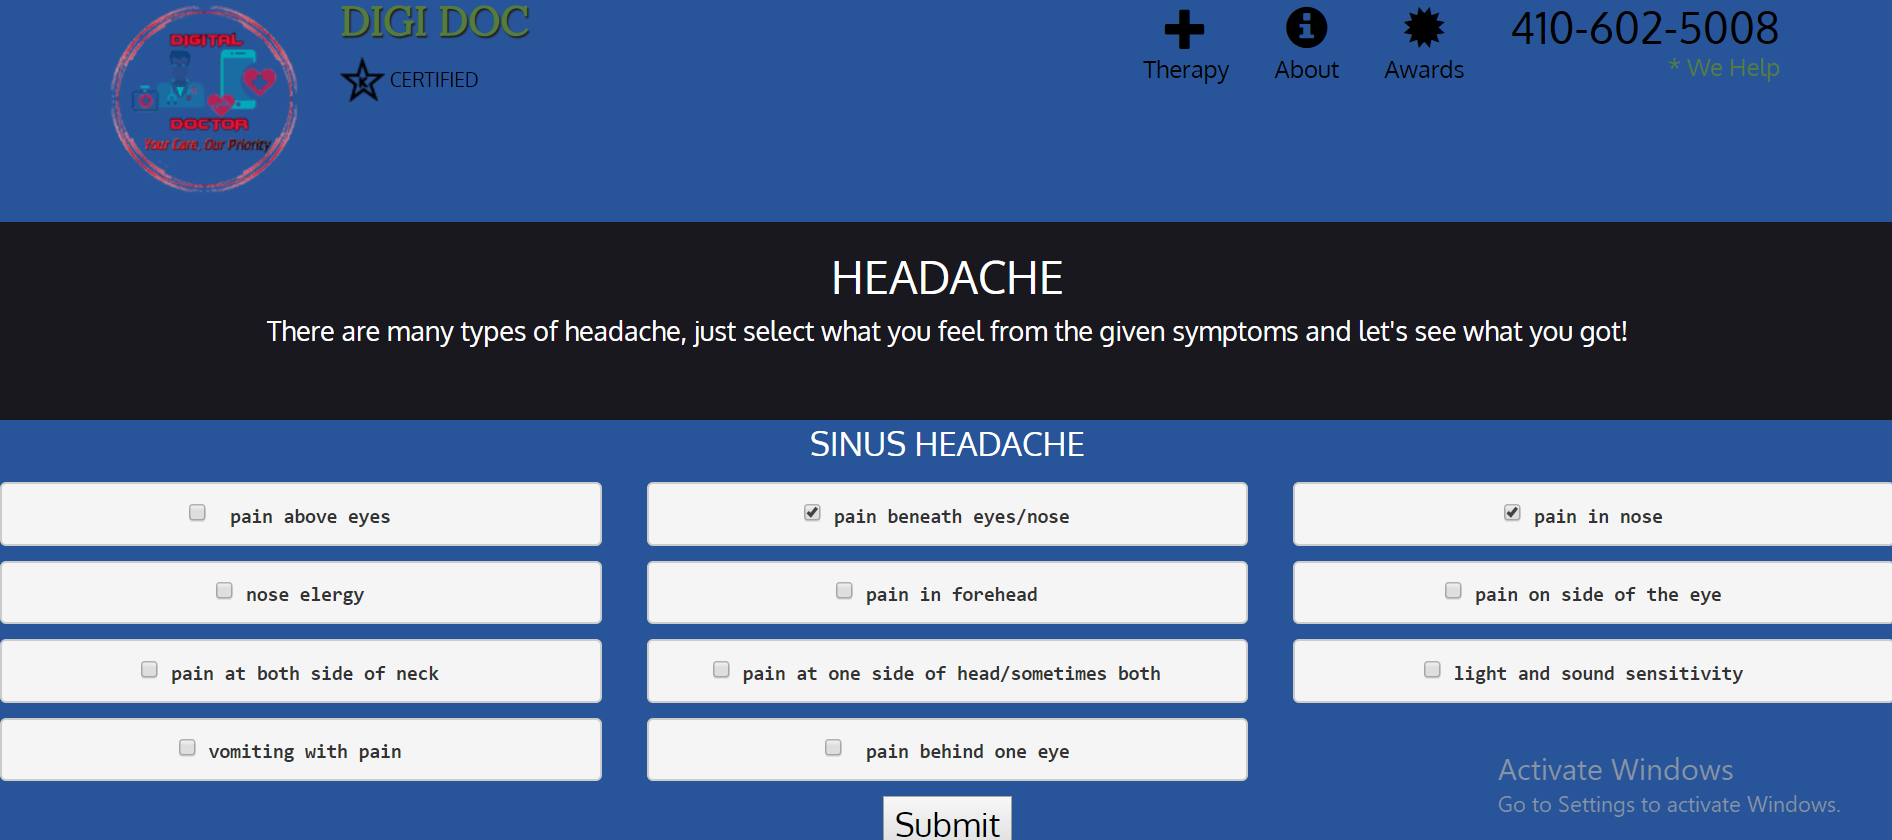 DIGITAL
DOCTOR
Your Care, Our Priority
DIGI DOC
K CERTIFIED
Therapy
About
Awards
410-602-5008
* We Help
HEADACHE
There are many types of headache, just select what you feel from the given symptoms and let's see what you got!
SINUS HEADACHE
pain above eyes
pain beneath eyes/nose
pain in nose
nose elergy
pain in forehead
pain on side of the eye
pain at both side of neck
pain at one side of head/sometimes both
light and sound sensitivity
vomiting with pain
pain behind one eye
Submit
Activate Windows
Go to Settings to activate Windows.